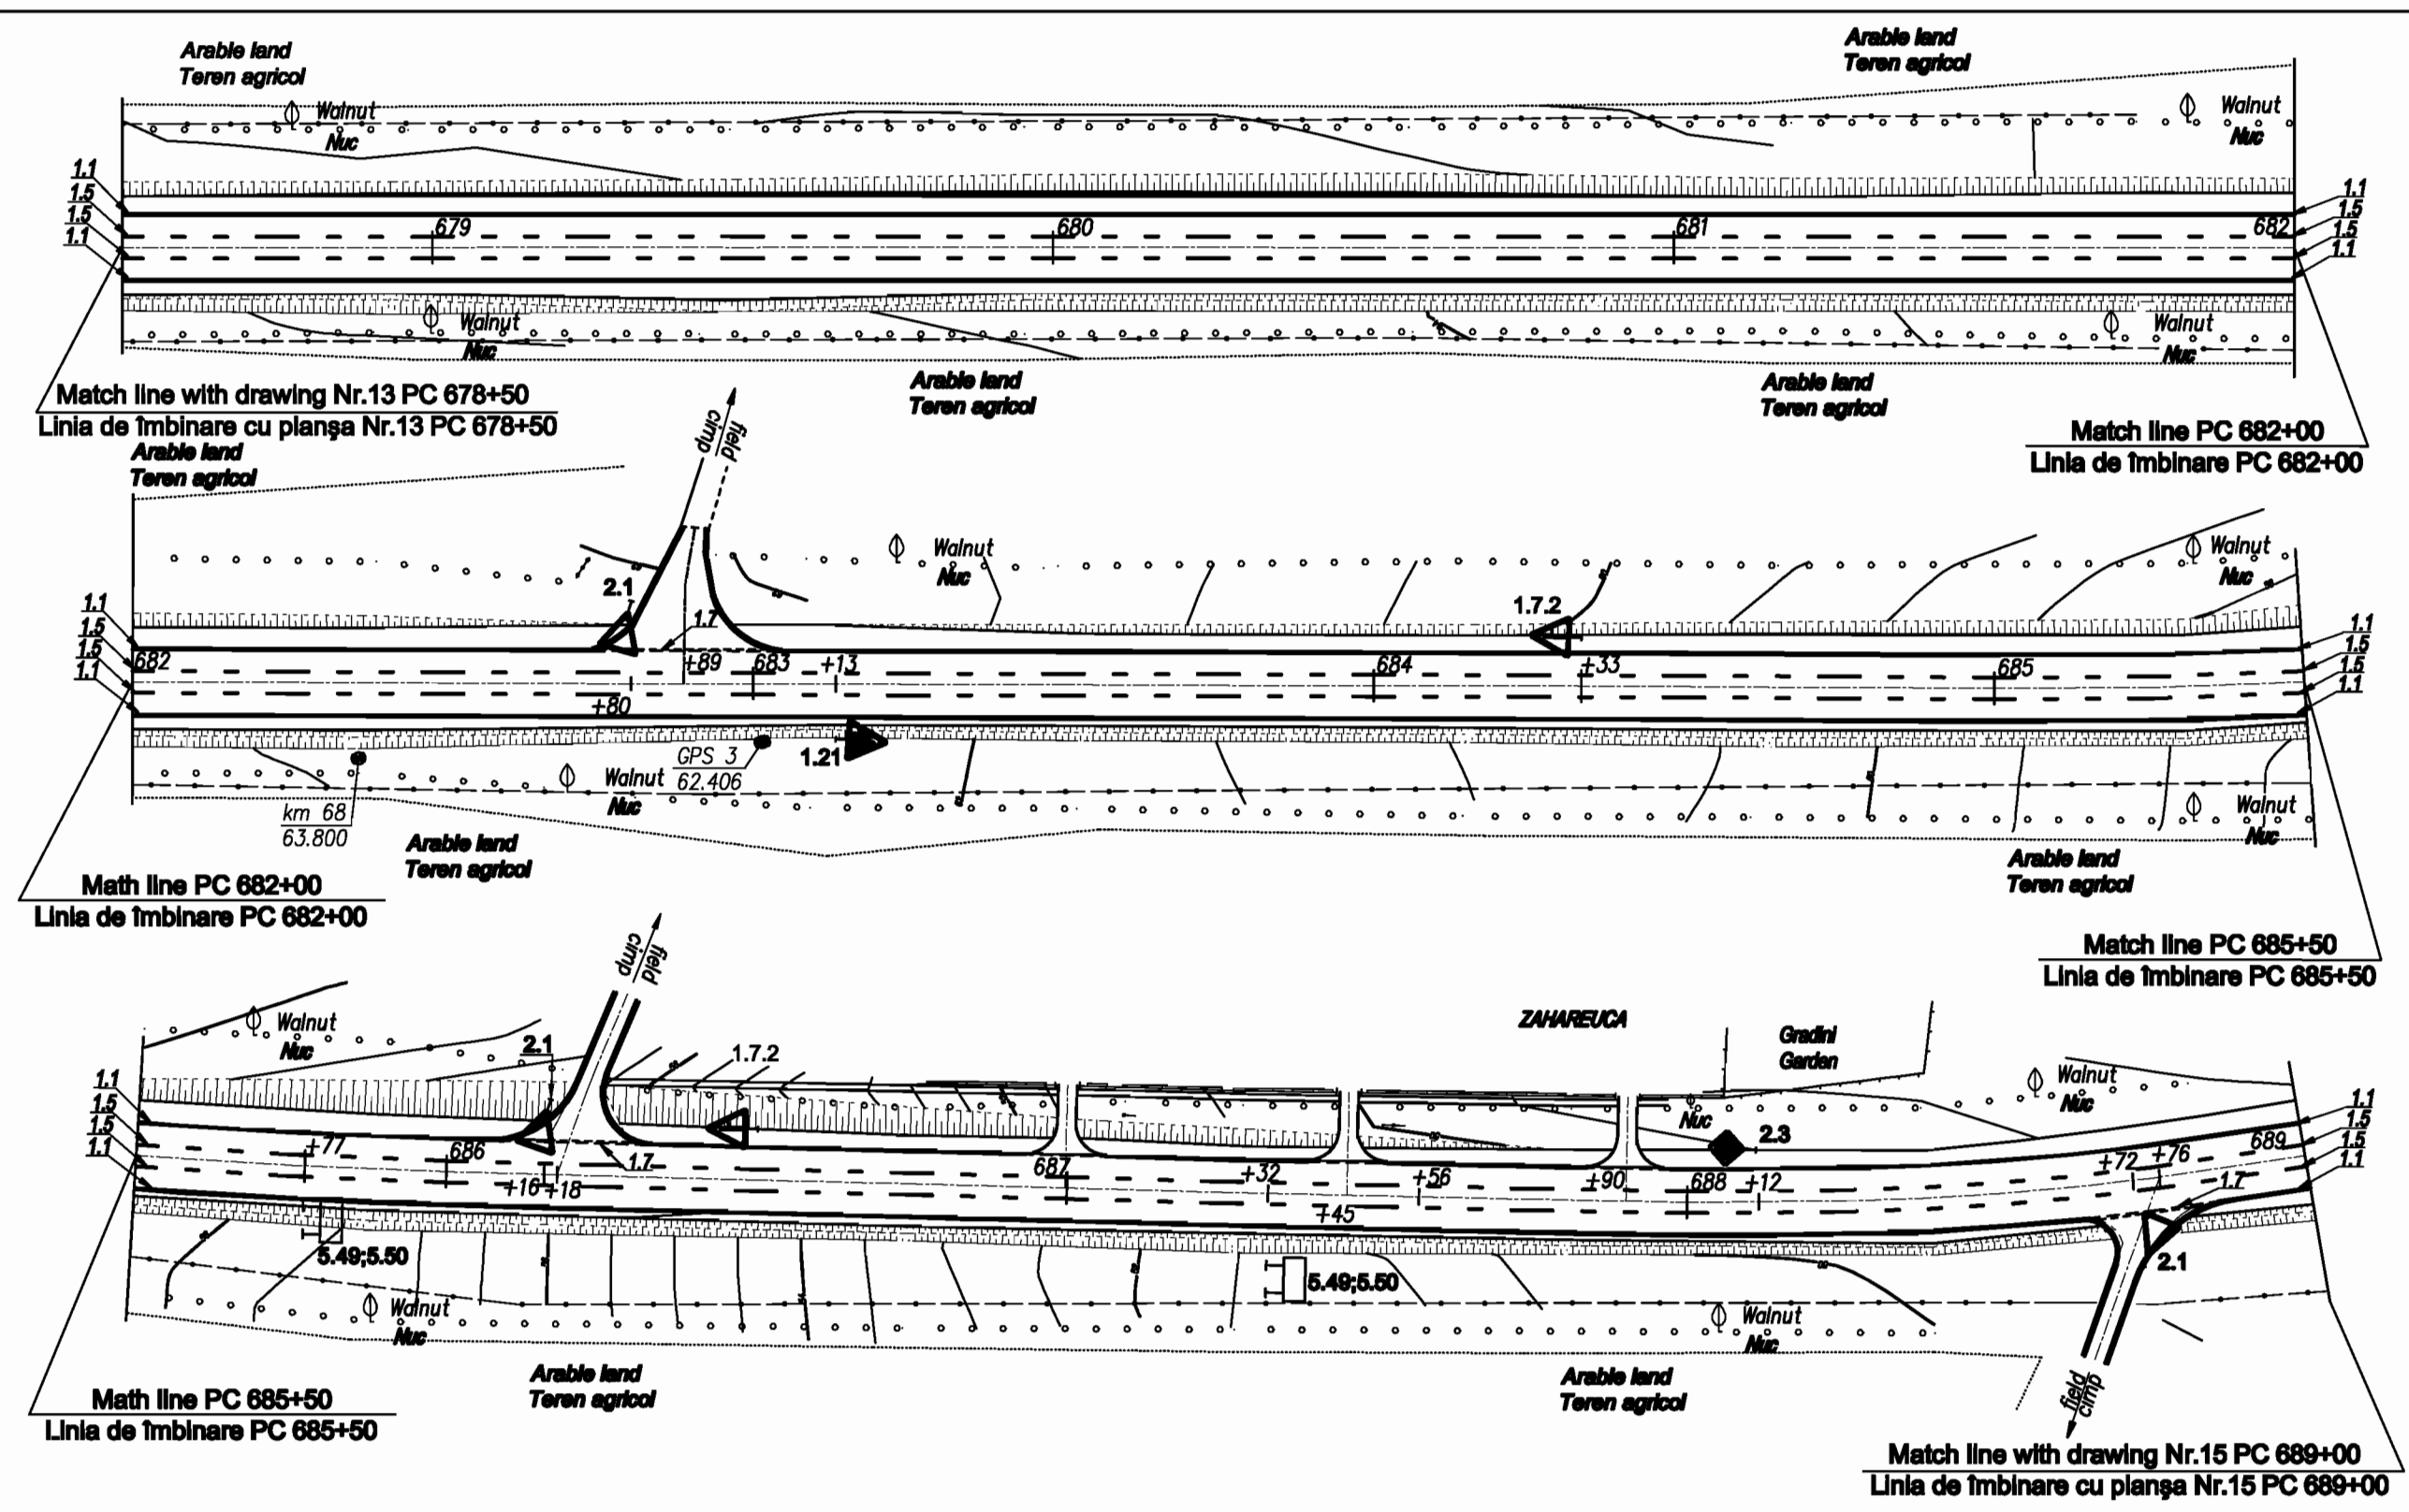 Arable land
Teren agricol
Arable land
Teren agricol
Walnut
Nuc
Walnut
Nuc
1.1
1.5
1.5
1.1
1.1
1.5
1.5
1.1
679
680
681
682
Walnut
Nuc
Walnut
Nuc
Match line with drawing Nr.13 PC 678+50
Linia de îmbinare cu planşa Nr.13 PC 678+50
Arable land
Teren agricol
Arable land
Teren agricol
Match line PC 682+00
Linia de îmbinare PC 682+00
Arable land
Teren agricol
field
cimp
Walnut
Nuc
Walnut
Nuc
2.1
1.7
1.7.2
1.1
1.5
1.5
1.1
1.1
1.5
1.5
1.1
682
+89
683
+13
684
+33
685
+80
1.21
GPS 3
62.406
Walnut
Nuc
km 68
63.800
Walnut
Nuc
Arable land
Teren agricol
Arable land
Teren agricol
Math line PC 682+00
Linia de îmbinare PC 682+00
Match line PC 685+50
Linia de îmbinare PC 685+50
field
cimp
ZAHAREUCA
Gradini
Garden
Walnut
Nuc
2.1
1.7.2
Nuc
2.3
Walnut
Nuc
1.1
1.5
1.5
1.1
1.1
1.5
1.5
1.1
+77
686
+16
+18
1.7
687
+32
+45
+56
+90
688
+12
+72
+76
689
1.7
2.1
5.49;5.50
5.49;5.50
Walnut
Nuc
Walnut
Nuc
Arable land
Teren agricol
Arable land
Teren agricol
field
cimp
Math line PC 685+50
Linia de îmbinare PC 685+50
Match line with drawing Nr.15 PC 689+00
Linia de îmbinare cu planşa Nr.15 PC 689+00